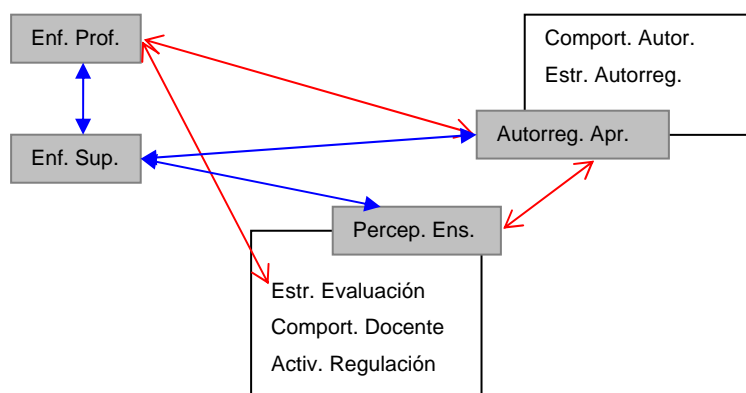 Enf. Prof.
Comport. Autor.
Estr. Autorreg.
Autorreg. Apr.
Enf. Sup.
Percep. Ens.
Estr. Evaluación
Comport. Docente
Activ. Regulación